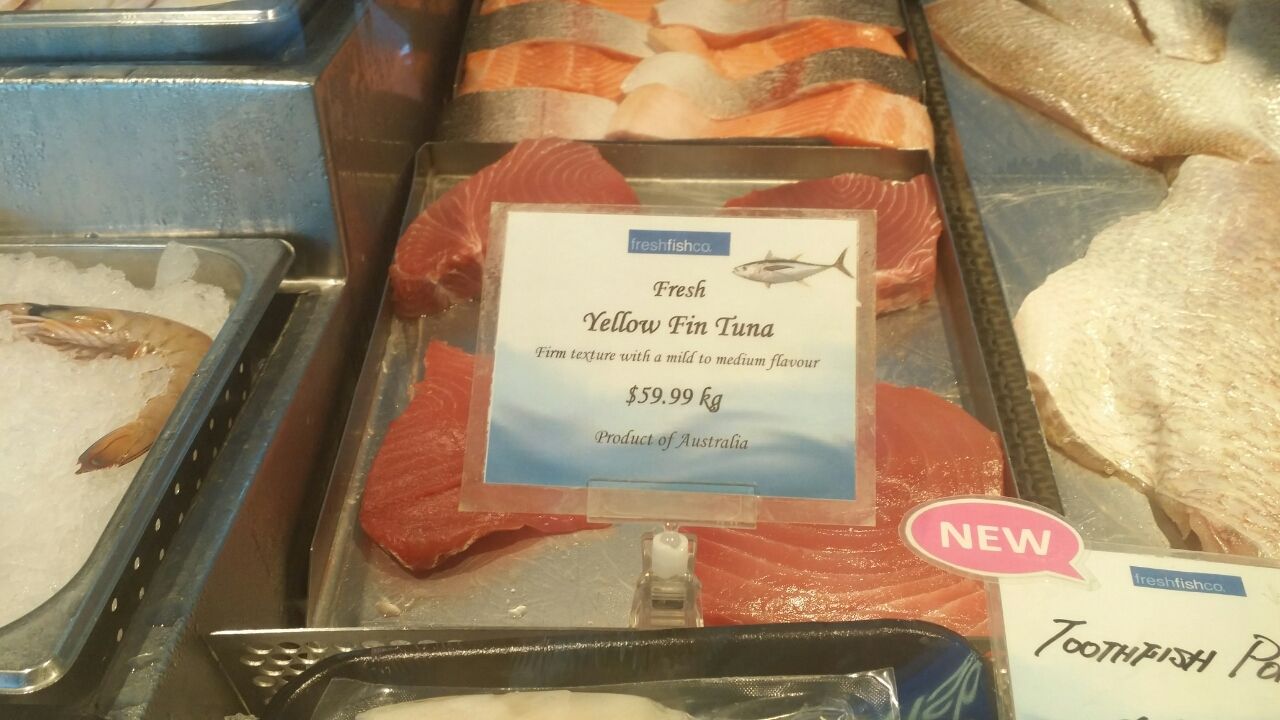 freshfishco.
Fresh
Yellow Fin Tuna
Firm texture with a mild to medium flavour
$59.99 kg
Product of Australia
NEW
freshfishco.
TOOTHFISH